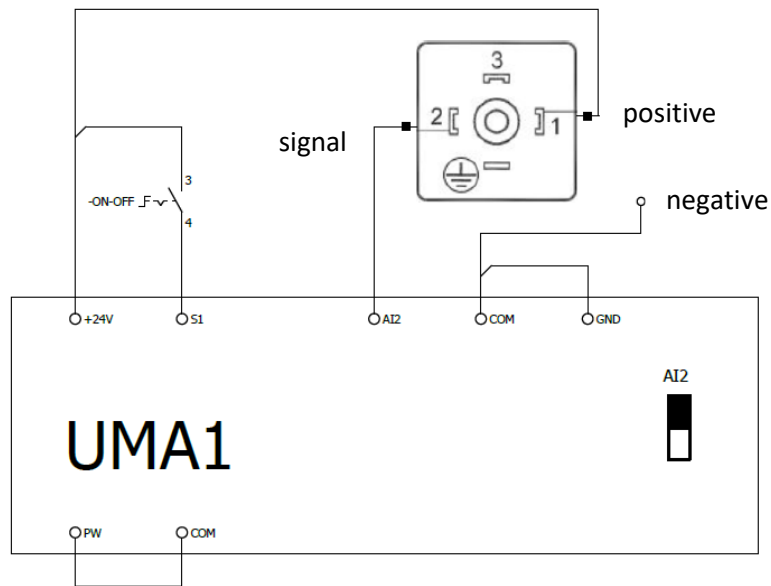 3
2
1
positive
signal
negative
3
-ON-OFF
4
+24V
S1
AI2
COM
GND
AI2
UMA1
PW
COM